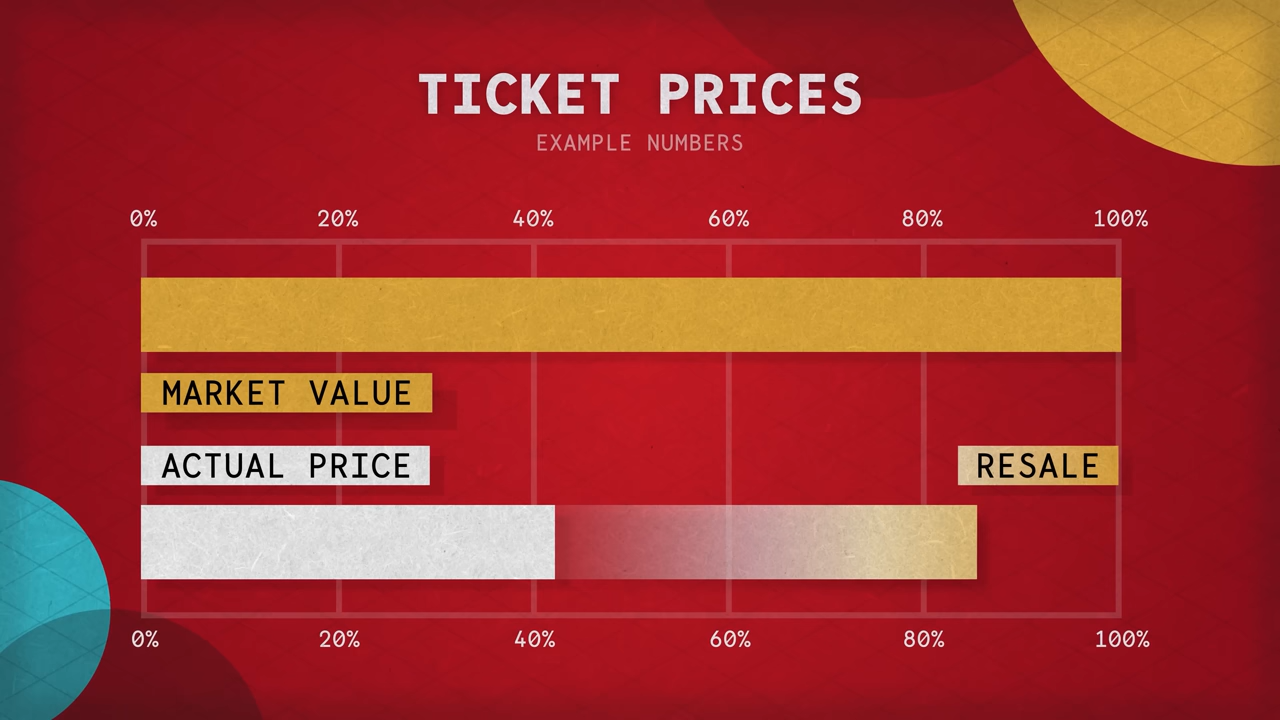 TICKET PRICES
EXAMPLE NUMBERS
0% 20% 40% 60% 80% 100%
MARKET VALUE
ACTUAL PRICE RESALE
0% 20% 40% 60% 80% 100%